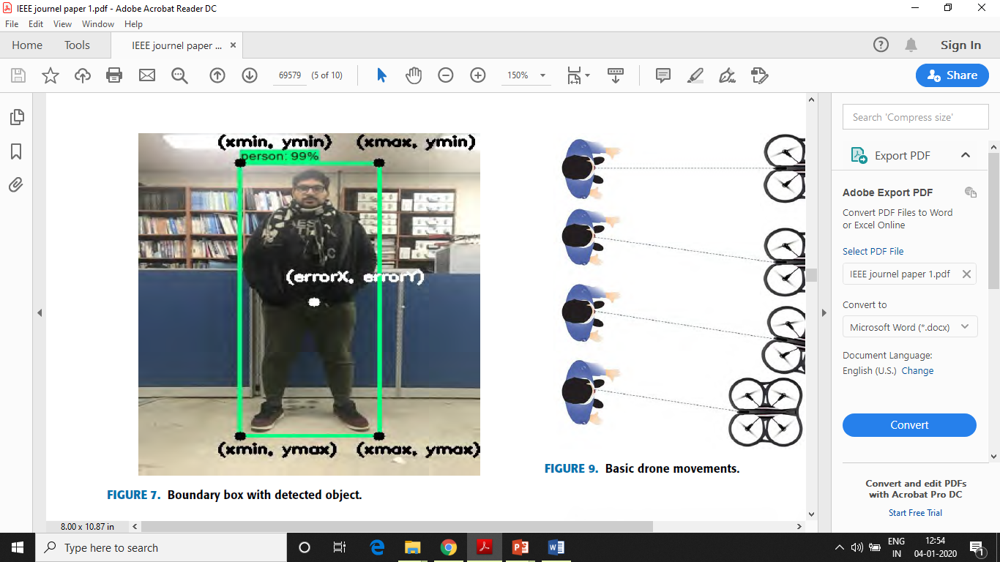 IEEE journel paper 1.pdf - Adobe Acrobat Reader DC
File Edit View Window Help
Home Tools IEEE journel paper ... × Sign In
69579 (5 of 10) 150% Share
(xmin, ymin) (xmax, ymin)
person: 99%
(errorX, errorY)
(xmin, ymax) (xmax, ymax)
FIGURE 7. Boundary box with detected object.
FIGURE 9. Basic drone movements.
8.00 x 10.87 in
Search 'Compress size'
Export PDF
Adobe Export PDF
Convert PDF Files to Word
or Excel Online
Select PDF File
IEEE journel paper 1.pdf
Convert to
Microsoft Word (*.docx)
Document Language:
English (U.S.) Change
Convert
Convert and edit PDFs
with Acrobat Pro DC
Start Free Trial
Type here to search
ENG
IN
12:54
04-01-2020
1